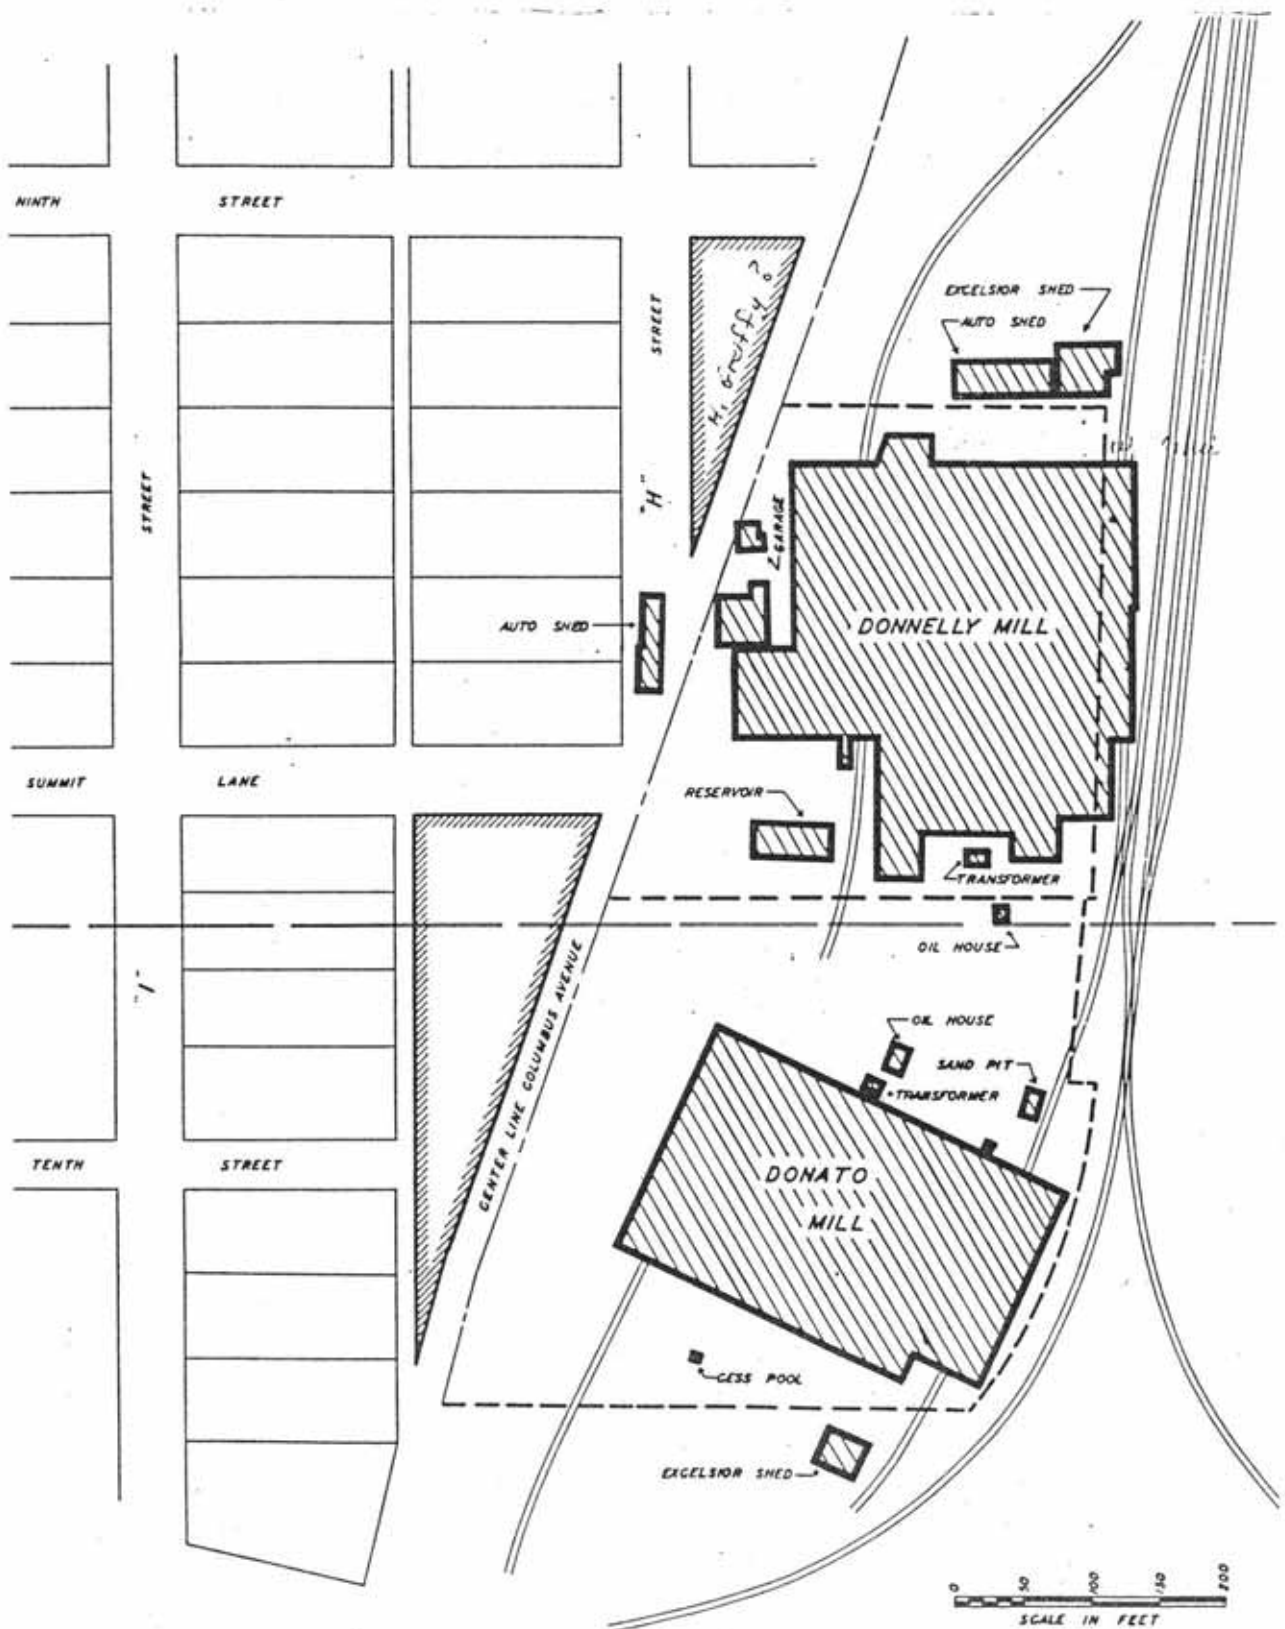 NINTH STREET
STREET
EXCELSIOR SHED
AUTO SHED
STREET
"H"
GARAGE
AUTO SHED
DONNELLY MILL
SUMMIT LANE
RESERVOIR
TRANSFORMER
OIL HOUSE
"I"
CENTER LINE COLUMBUS AVENUE
OIL HOUSE
SAND PIT
TRANSFORMER
TENTH STREET
DONATO
MILL
CESS POOL
EXCELSIOR SHED
0 50 100 150 200
SCALE IN FEET